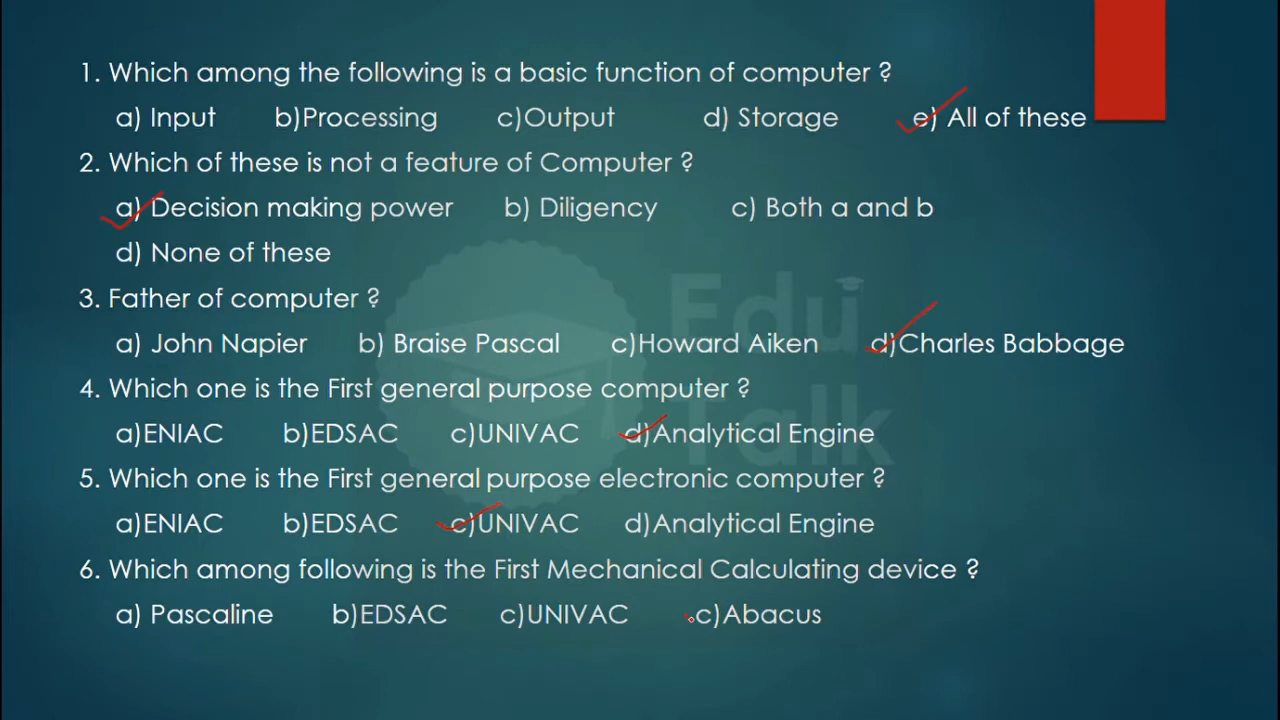 1. Which among the following is a basic function of computer ?
a) Input b)Processing c)Output d) Storage e) All of these
2. Which of these is not a feature of Computer ?
a) Decision making power b) Diligency c) Both a and b
d) None of these
3. Father of computer ?
a) John Napier b) Braise Pascal c)Howard Aiken d)Charles Babbage
4. Which one is the First general purpose computer ?
a)ENIAC b)EDSAC c)UNIVAC d)Analytical Engine
5. Which one is the First general purpose electronic computer ?
a)ENIAC b)EDSAC c)UNIVAC d)Analytical Engine
6. Which among following is the First Mechanical Calculating device ?
a) Pascaline b)EDSAC c)UNIVAC c)Abacus
Edu
Talk